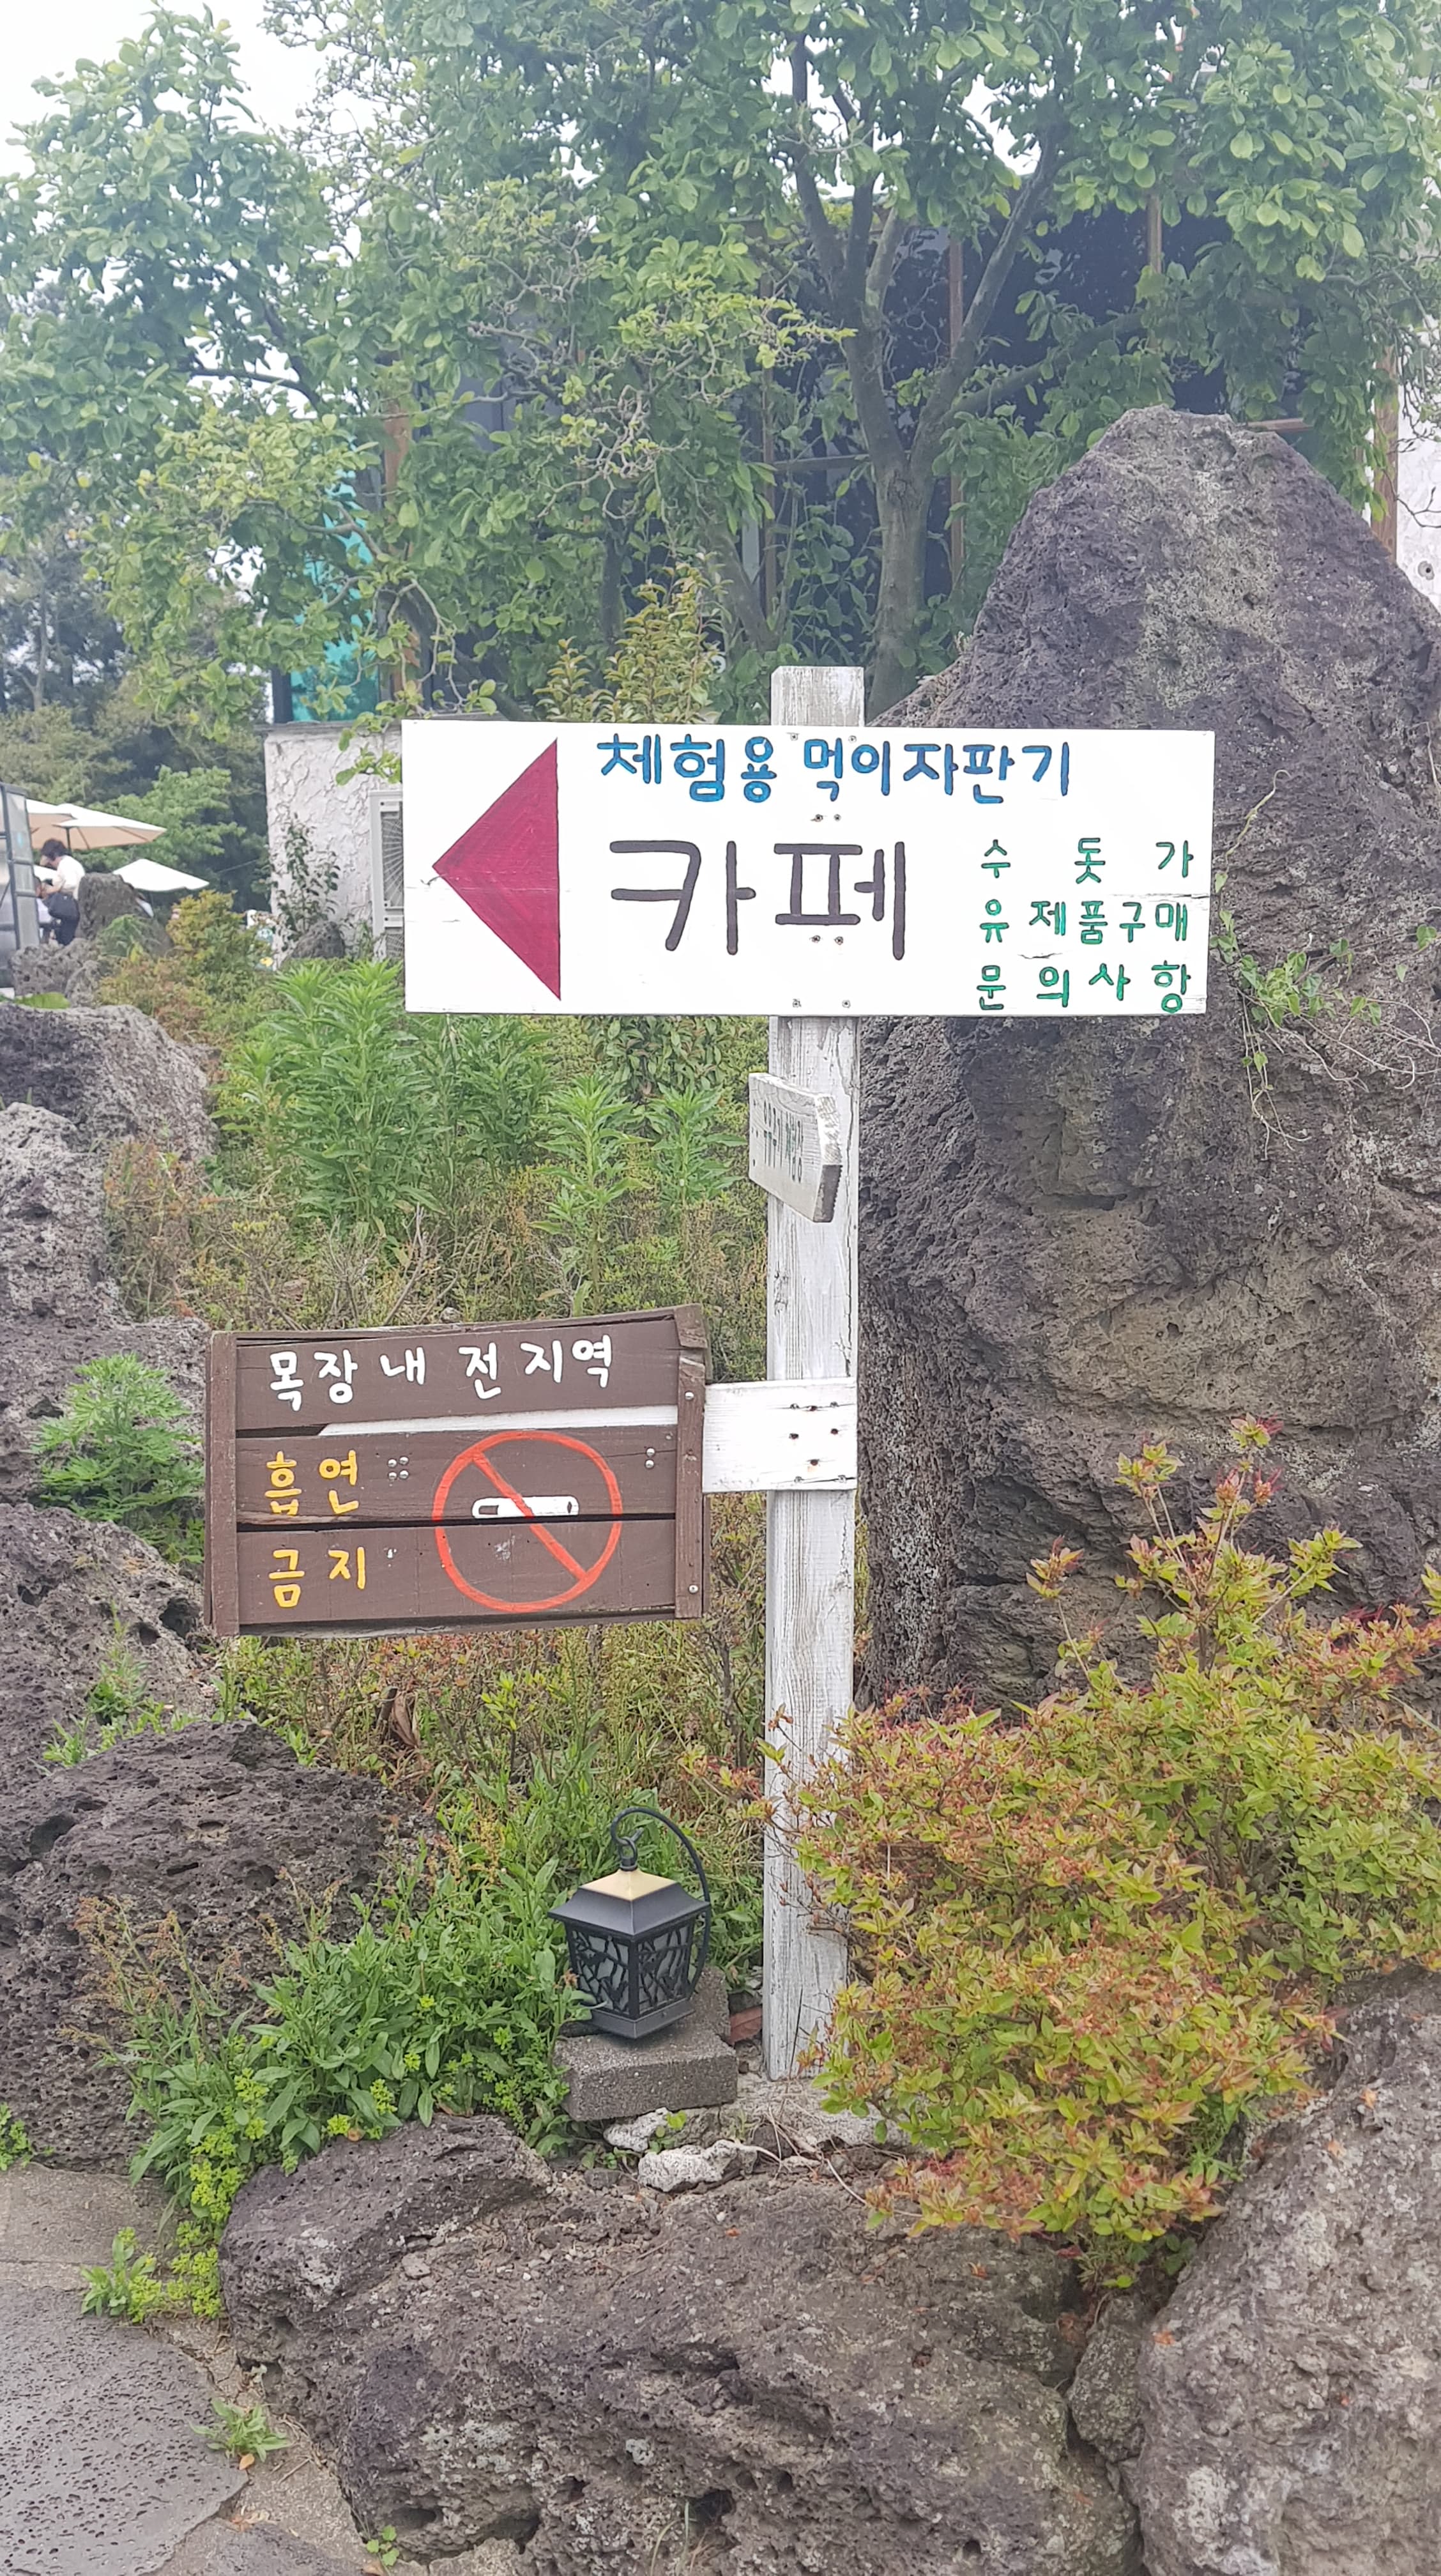 체험용 먹이자판기
카페
수돗가
유제품구매
문의사항
목장 내 전 지역
흡연
금지